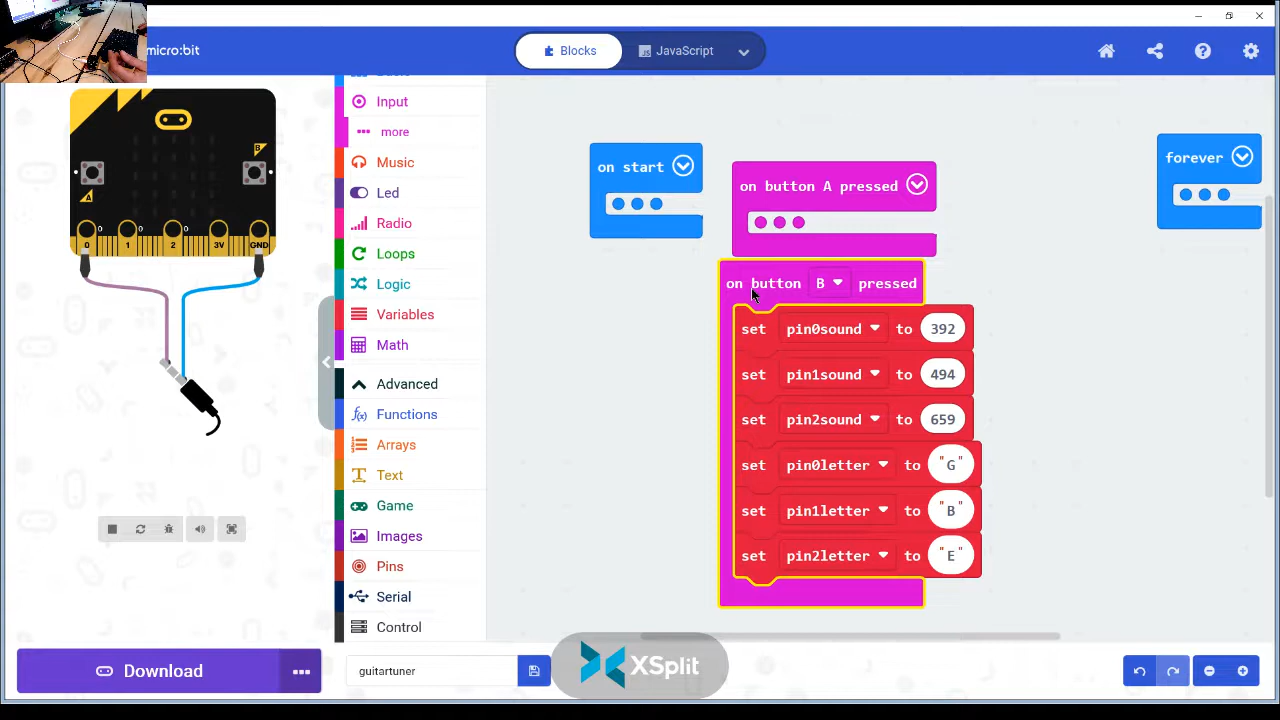 micro:bit
Blocks
JavaScript
A
B
0
1
2
3V
GND
0
0
0
Input
more
Music
Led
Radio
Loops
Logic
Variables
Math
Advanced
Functions
Arrays
Text
Game
Images
Pins
Serial
Control
on start
on button A pressed
forever
on button B pressed
set pin0sound to 392
set pin1sound to 494
set pin2sound to 659
set pin0letter to "G"
set pin1letter to "B"
set pin2letter to "E"
Download
guitartuner
XSplit